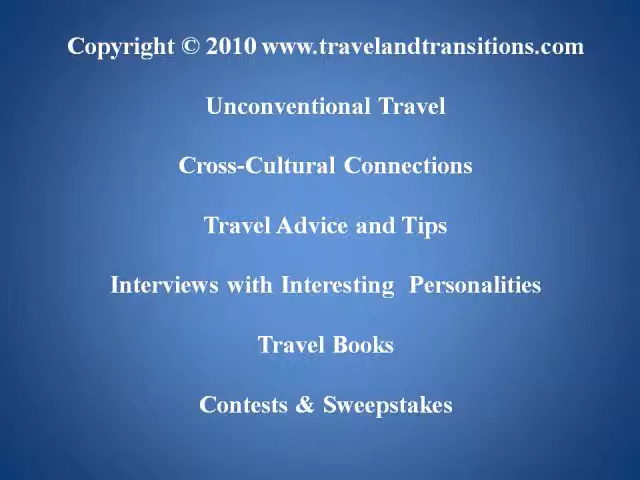 Copyright © 2010 www.travelandtransitions.com
Unconventional Travel
Cross-Cultural Connections
Travel Advice and Tips
Interviews with Interesting  Personalities
Travel Books
Contests & Sweepstakes